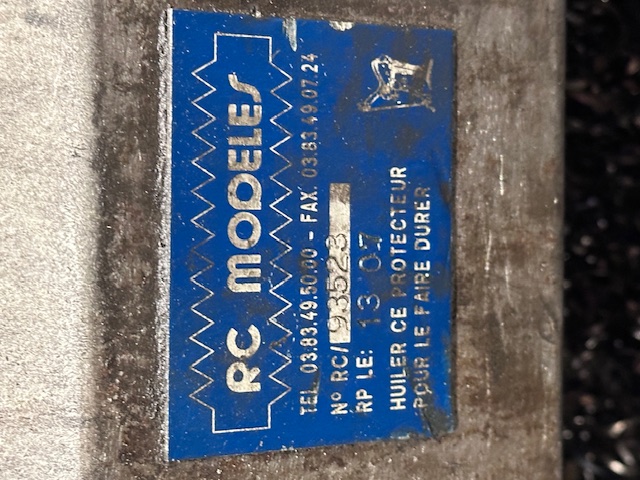 RC MODELES
TEL. 03.83.49.50.00 - FAX. 03.83.49.07.24
N° RC/ 93523
RP LE: 13 07
HUILER CE PROTECTEUR
POUR LE FAIRE DURER